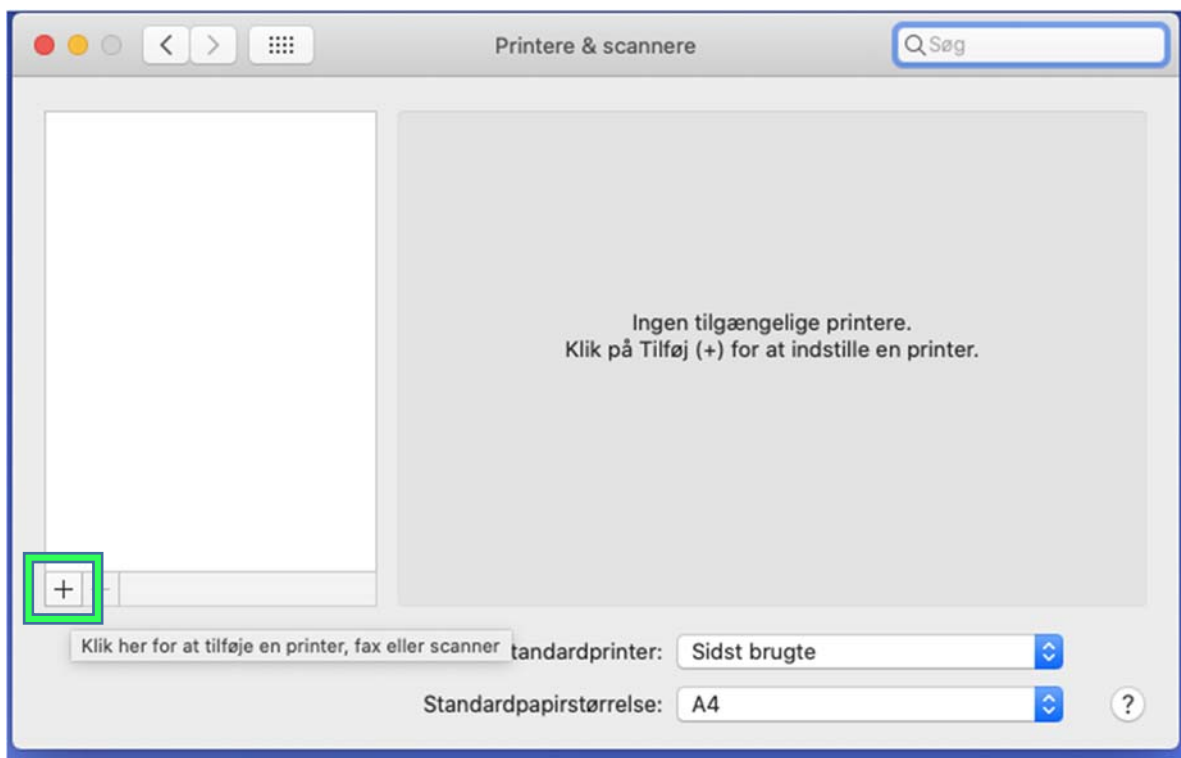 Printere & scannere
Søg
Ingen tilgængelige printere.
Klik på Tilføj (+) for at indstille en printer.
+
Klik her for at tilføje en printer, fax eller scanner
tandardprinter: Sidst brugte
Standardpapirstørrelse: A4
?